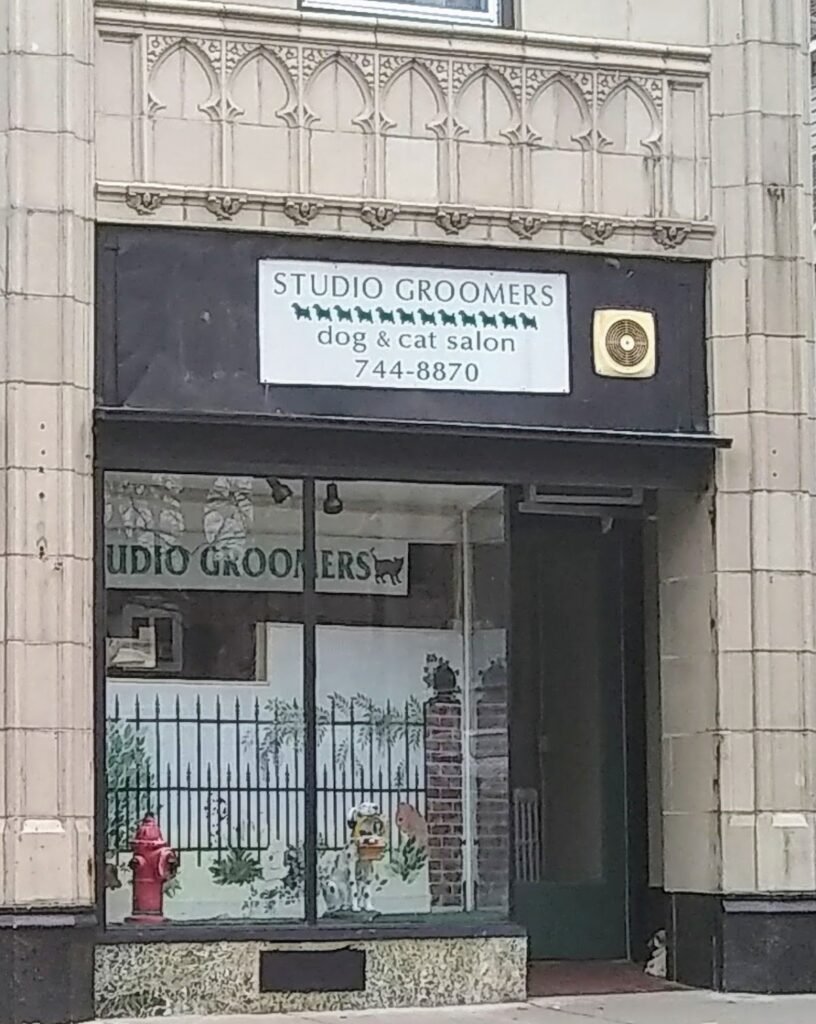 STUDIO GROOMERS
dog & cat salon
744-8870
UDIO GROOMERS